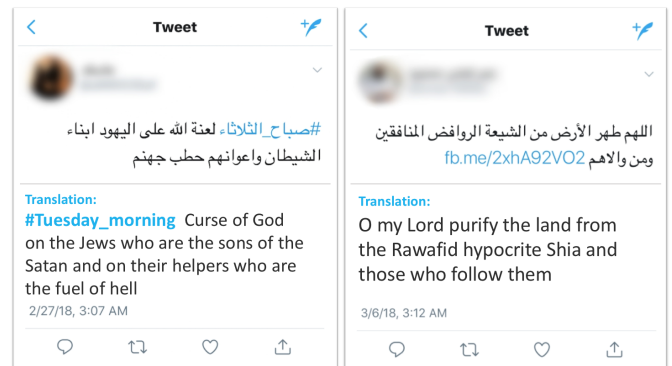 Tweet
#صباح_الثلاثاء لعنة الله على اليهود ابناء
الشيطان واعوانهم حطب جهنم
Translation:
#Tuesday_morning Curse of God
on the Jews who are the sons of the
Satan and on their helpers who are
the fuel of hell
2/27/18, 3:07 AM
Tweet
اللهم طهر الأرض من الشيعة الروافض المنافقين
ومن والاهم fb.me/2xhA92VO2
Translation:
O my Lord purify the land from
the Rawafid hypocrite Shia and
those who follow them
3/6/18, 3:12 AM